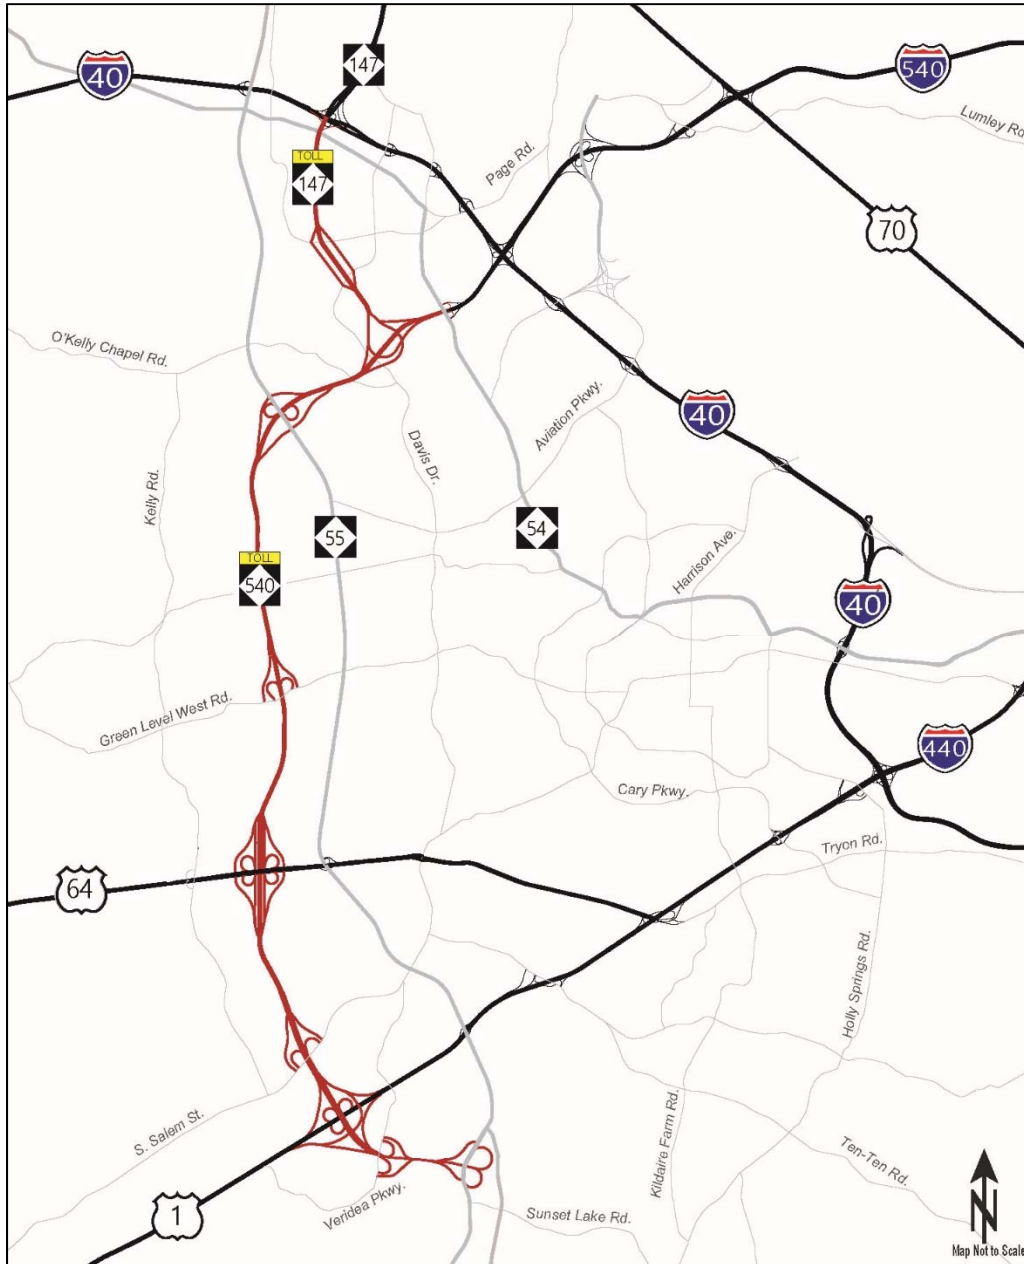 147
40
540
Lumley Rd.
Page Rd.
TOLL
147
70
O'Kelly Chapel Rd.
Aviation Pkwy.
40
Davis Dr.
Kelly Rd.
55
54
TOLL
540
Harrison Ave.
40
Green Level West Rd.
440
Cary Pkwy.
Tryon Rd.
64
Holly Springs Rd.
S. Salem St.
Kildaire Farm Rd.
Ten-Ten Rd.
Veridea Pkwy.
1
Sunset Lake Rd.
N
Map Not to Scale